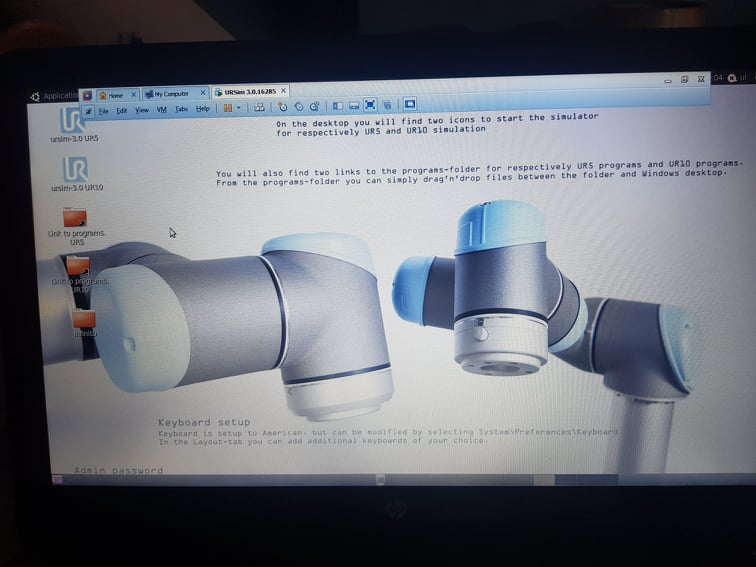 Home
My Computer
URSim 3.0.16285
04
ur
File Edit View VM Tabs Help
On the desktop you will find two icons to start the simulator
for respectively UR5 and UR10 simulation
UR
ursim-3.0 UR5
You will also find two links to the programs-folder for respectively UR5 programs and UR10 programs.
From the programs-folder you can simply drag'n'drop files between the folder and Windows desktop.
UR
ursim-3.0 UR10
Link to programs.
UR5
Link to programs.
UR10
Keyboard setup
Keyboard is setup to American, but can be modified by selecting System\Preferences\Keyboard.
In the Layout-tab you can add additional keyboards of your choice.
Admin password
hp